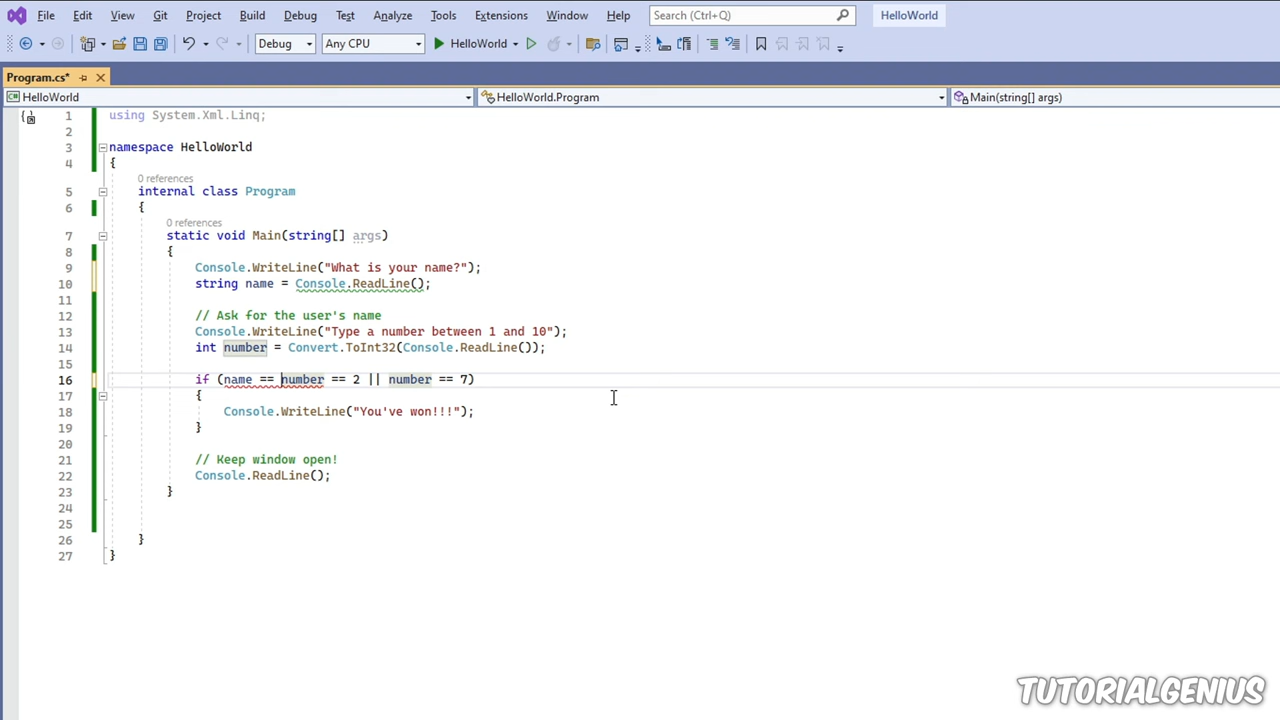 File Edit View Git Project Build Debug Test Analyze Tools Extensions Window Help Search (Ctrl+Q) HelloWorld
Debug Any CPU HelloWorld
Program.cs*
HelloWorld HelloWorld.Program Main(string[] args)
1 using System.Xml.Linq;
2
3 namespace HelloWorld
4 {
0 references
5 internal class Program
6 {
0 references
7 static void Main(string[] args)
8 {
9 Console.WriteLine("What is your name?");
10 string name = Console.ReadLine();
11
12 // Ask for the user's name
13 Console.WriteLine("Type a number between 1 and 10");
14 int number = Convert.ToInt32(Console.ReadLine());
15
16 if (name == number == 2 || number == 7)
17 {
18 Console.WriteLine("You've won!!!");
19 }
20
21 // Keep window open!
22 Console.ReadLine();
23 }
24
25
26 }
27 }
TUTORIALGENIUS